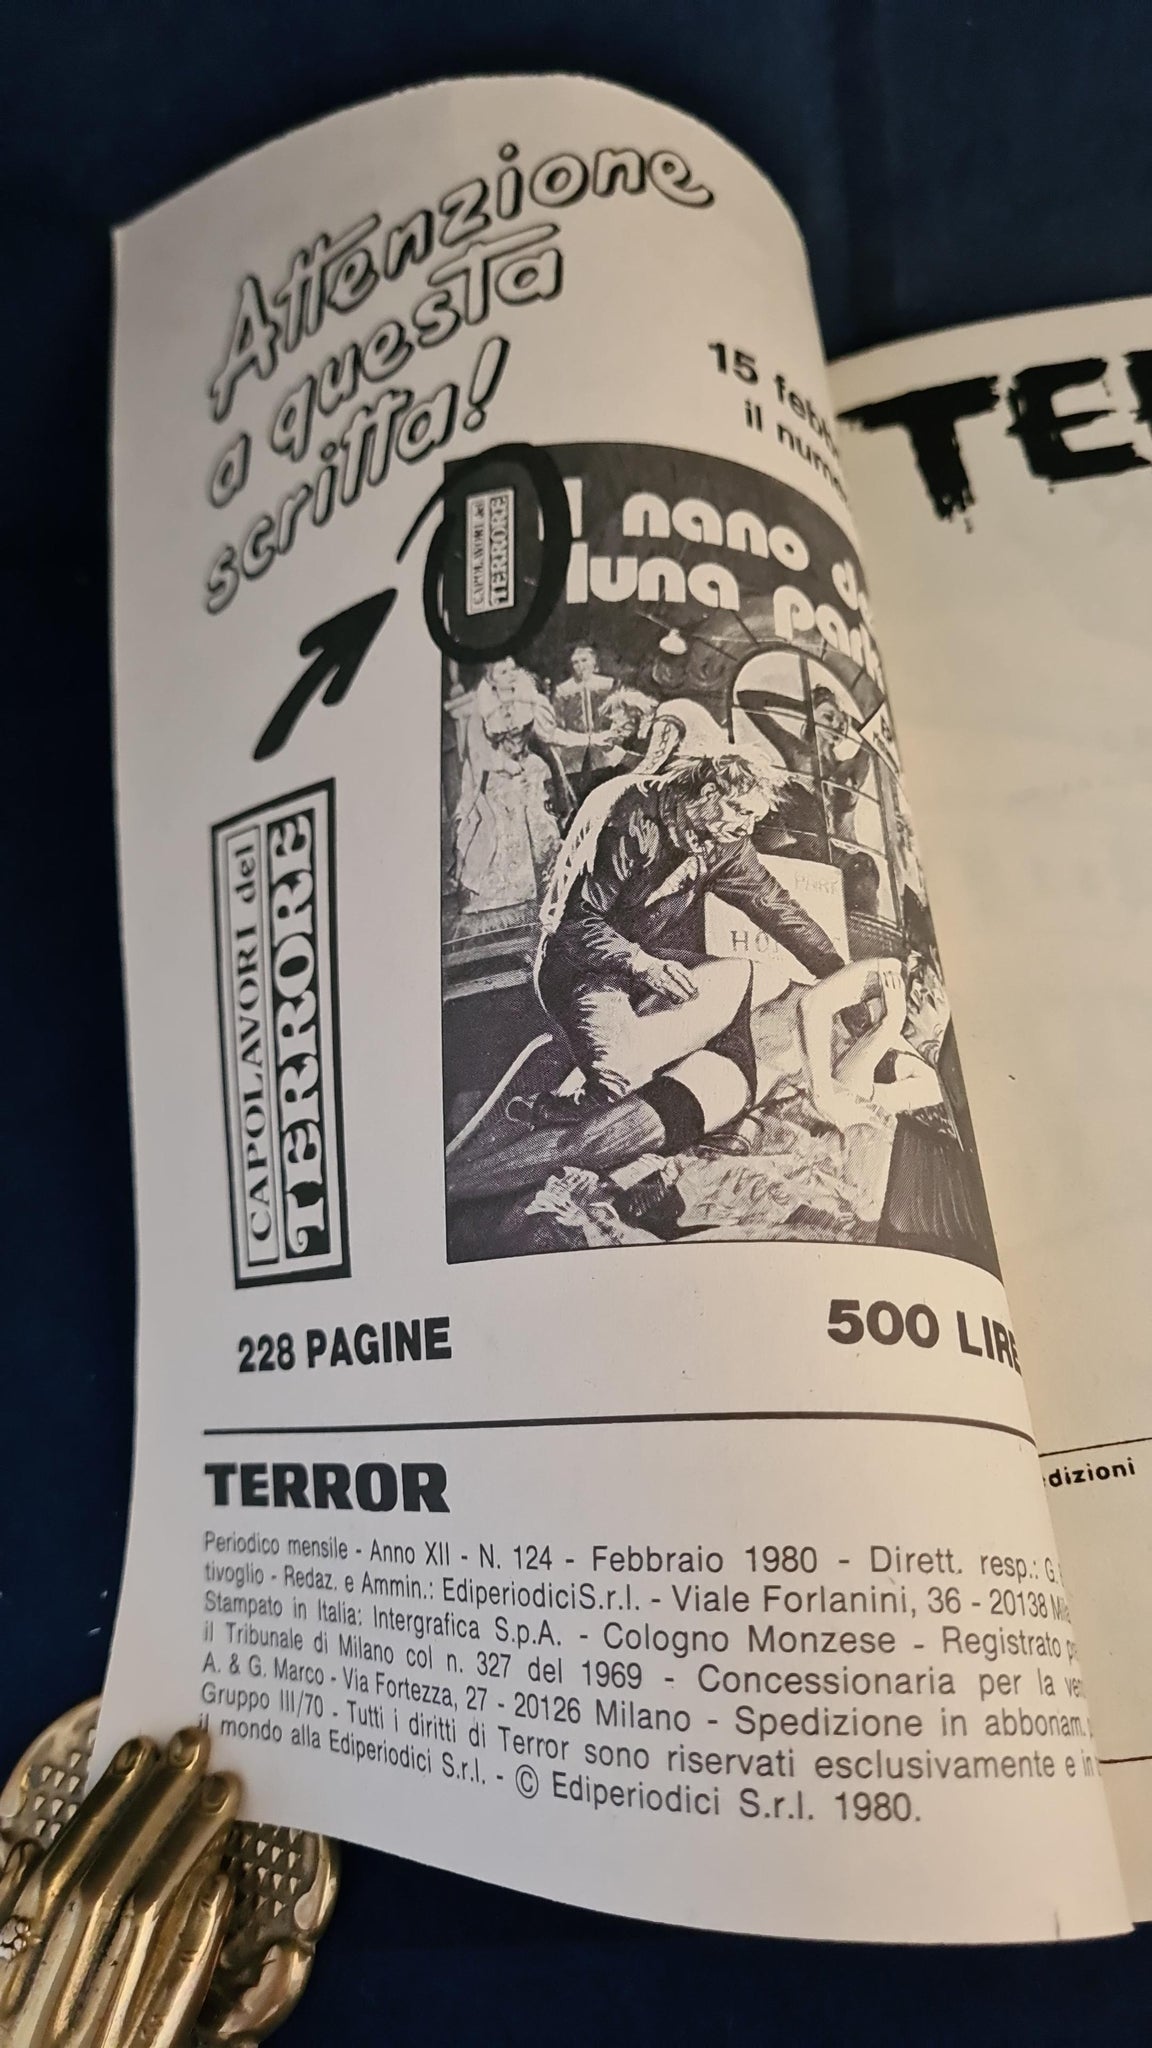 Attenzione
a questa
scritta!
15
il
CAPOLAVORI del
TERRORE
nano
luna park
PARK
CAPOLAVORI del
TERRORE
228 PAGINE
500 LIRE
TERROR
Periodico mensile - Anno XII - N. 124 - Febbraio 1980 - Dirett. resp.: G.
tivoglio - Redaz. e Ammin.: EdiperiodiciS.r.l. - Viale Forlanini, 36 - 20138
Stampato in Italia: Intergrafica S.p.A. - Cologno Monzese - Registrato
il Tribunale di Milano col n. 327 del 1969 - Concessionaria per la
A. & G. Marco - Via Fortezza, 27 - 20126 Milano - Spedizione in abbonam.
Gruppo III/70 - Tutti i diritti di Terror sono riservati esclusivamente e in
il mondo alla Ediperiodici S.r.l. - © Ediperiodici S.r.l. 1980.